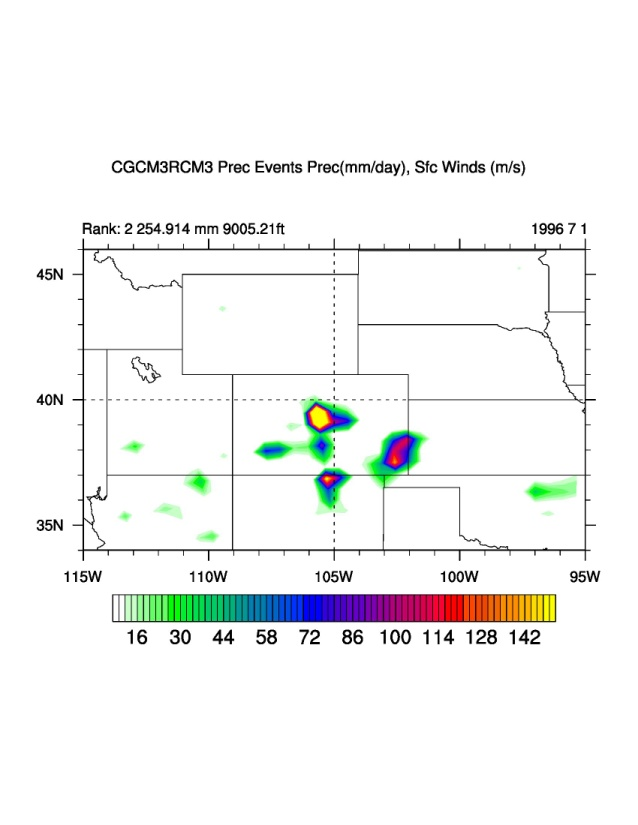 CGCM3RCM3 Prec Events Prec(mm/day), Sfc Winds (m/s)
Rank: 2 254.914 mm 9005.21ft 1996 7 1
45N
40N
35N
115W 110W 105W 100W 95W
16 30 44 58 72 86 100 114 128 142